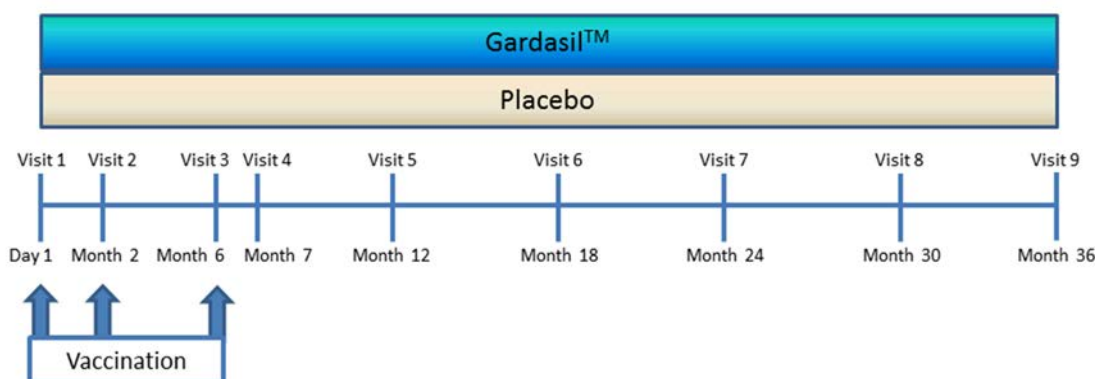 Gardasil™
Placebo
Visit 1 Visit 2 Visit 3 Visit 4 Visit 5 Visit 6 Visit 7 Visit 8 Visit 9
Day 1 Month 2 Month 6 Month 7 Month 12 Month 18 Month 24 Month 30 Month 36
Vaccination